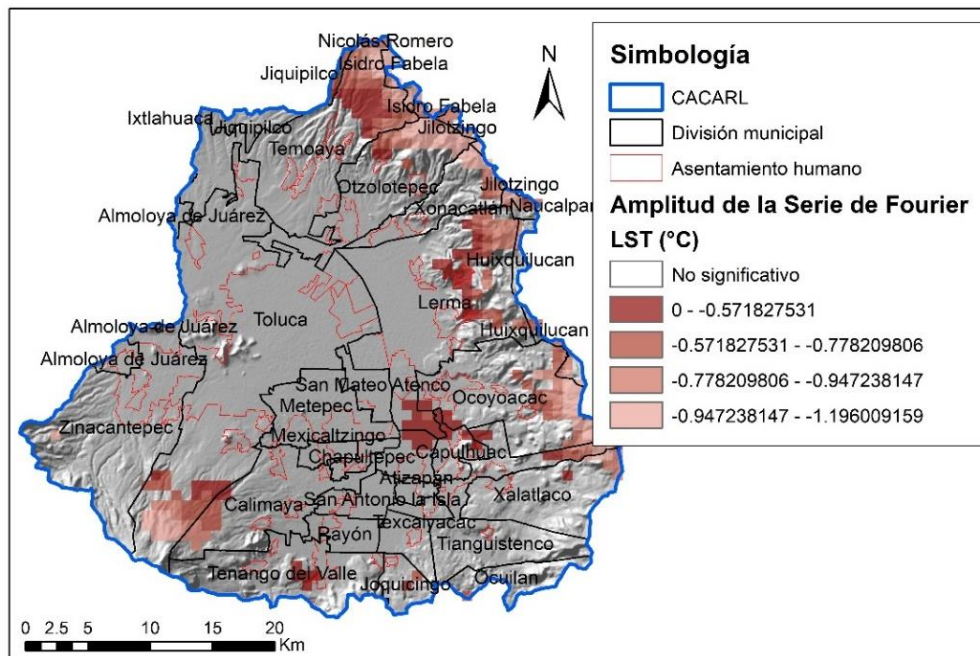 Nicolás Romero
Isidro Fabela
Jiquipilco
Isidro Fabela
Ixtlahuaca
Jiquipilco
Jilotzingo
Temoaya
Otzolotepec
Jilotzingo
Xonacatlán
Naucalpan
Almoloya de Juárez
Huixquilucan
Lerma
Toluca
Almoloya de Juárez
Huixquilucan
Almoloya de Juárez
San Mateo Atenco
Metepec
Ocoyoacac
Zinacantepec
Mexicaltzingo
Chapultepec
Capulhuac
Atizapán
Xalatlaco
Calimaya
San Antonio la Isla
Texcalyacac
Rayón
Tianguistenco
Tenango del Valle
Joquicingo
Ocuilan
N
0 2.5 5 10 15 20
Km
Simbología
CACARL
División municipal
Asentamiento humano
Amplitud de la Serie de Fourier
LST (°C)
No significativo
0 - -0.571827531
-0.571827531 - -0.778209806
-0.778209806 - -0.947238147
-0.947238147 - -1.196009159